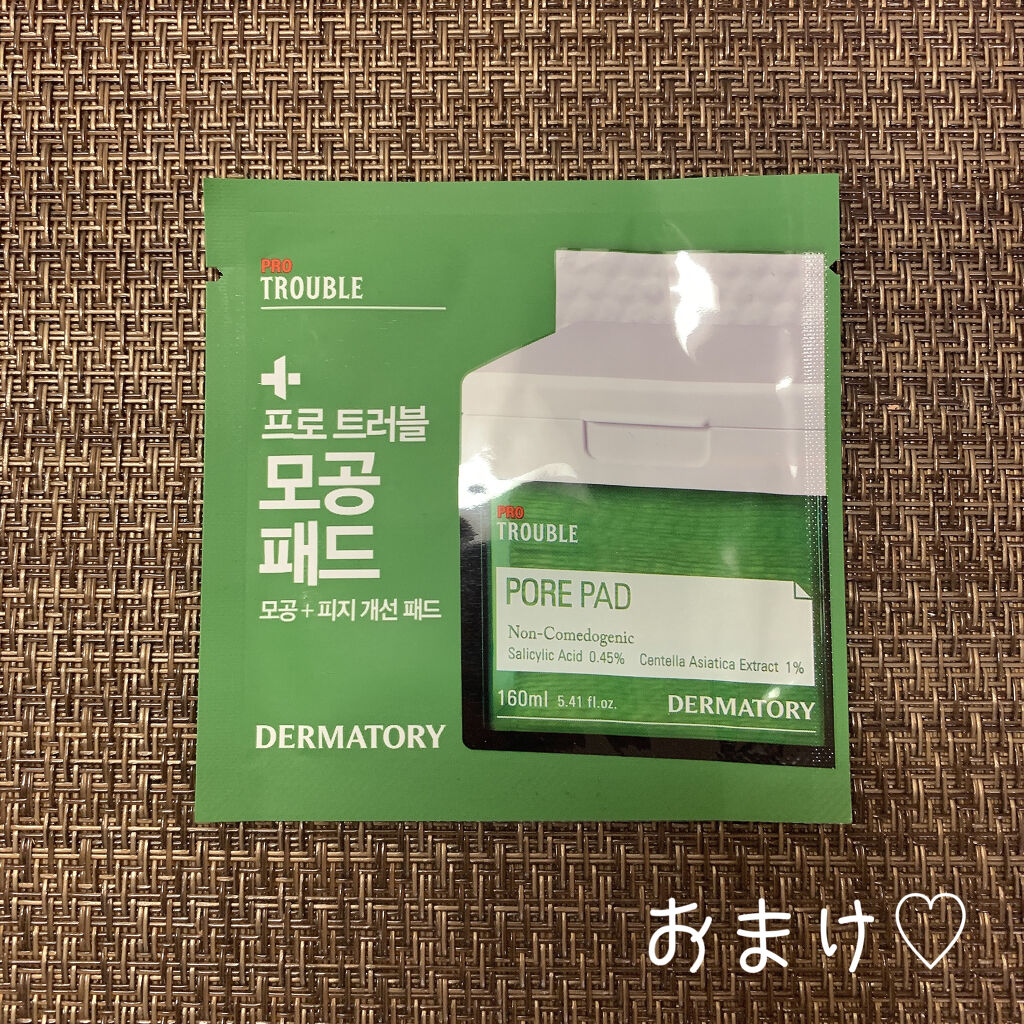 PRO
TROUBLE
+
프로 트러블
모공
패드
모공 + 피지 개선 패드
DERMATORY
PRO
TROUBLE
PORE PAD
Non-Comedogenic
Salicylic Acid 0.45% Centella Asiatica Extract 1%
160ml 5.41 fl.oz.
DERMATORY
おまけ♡